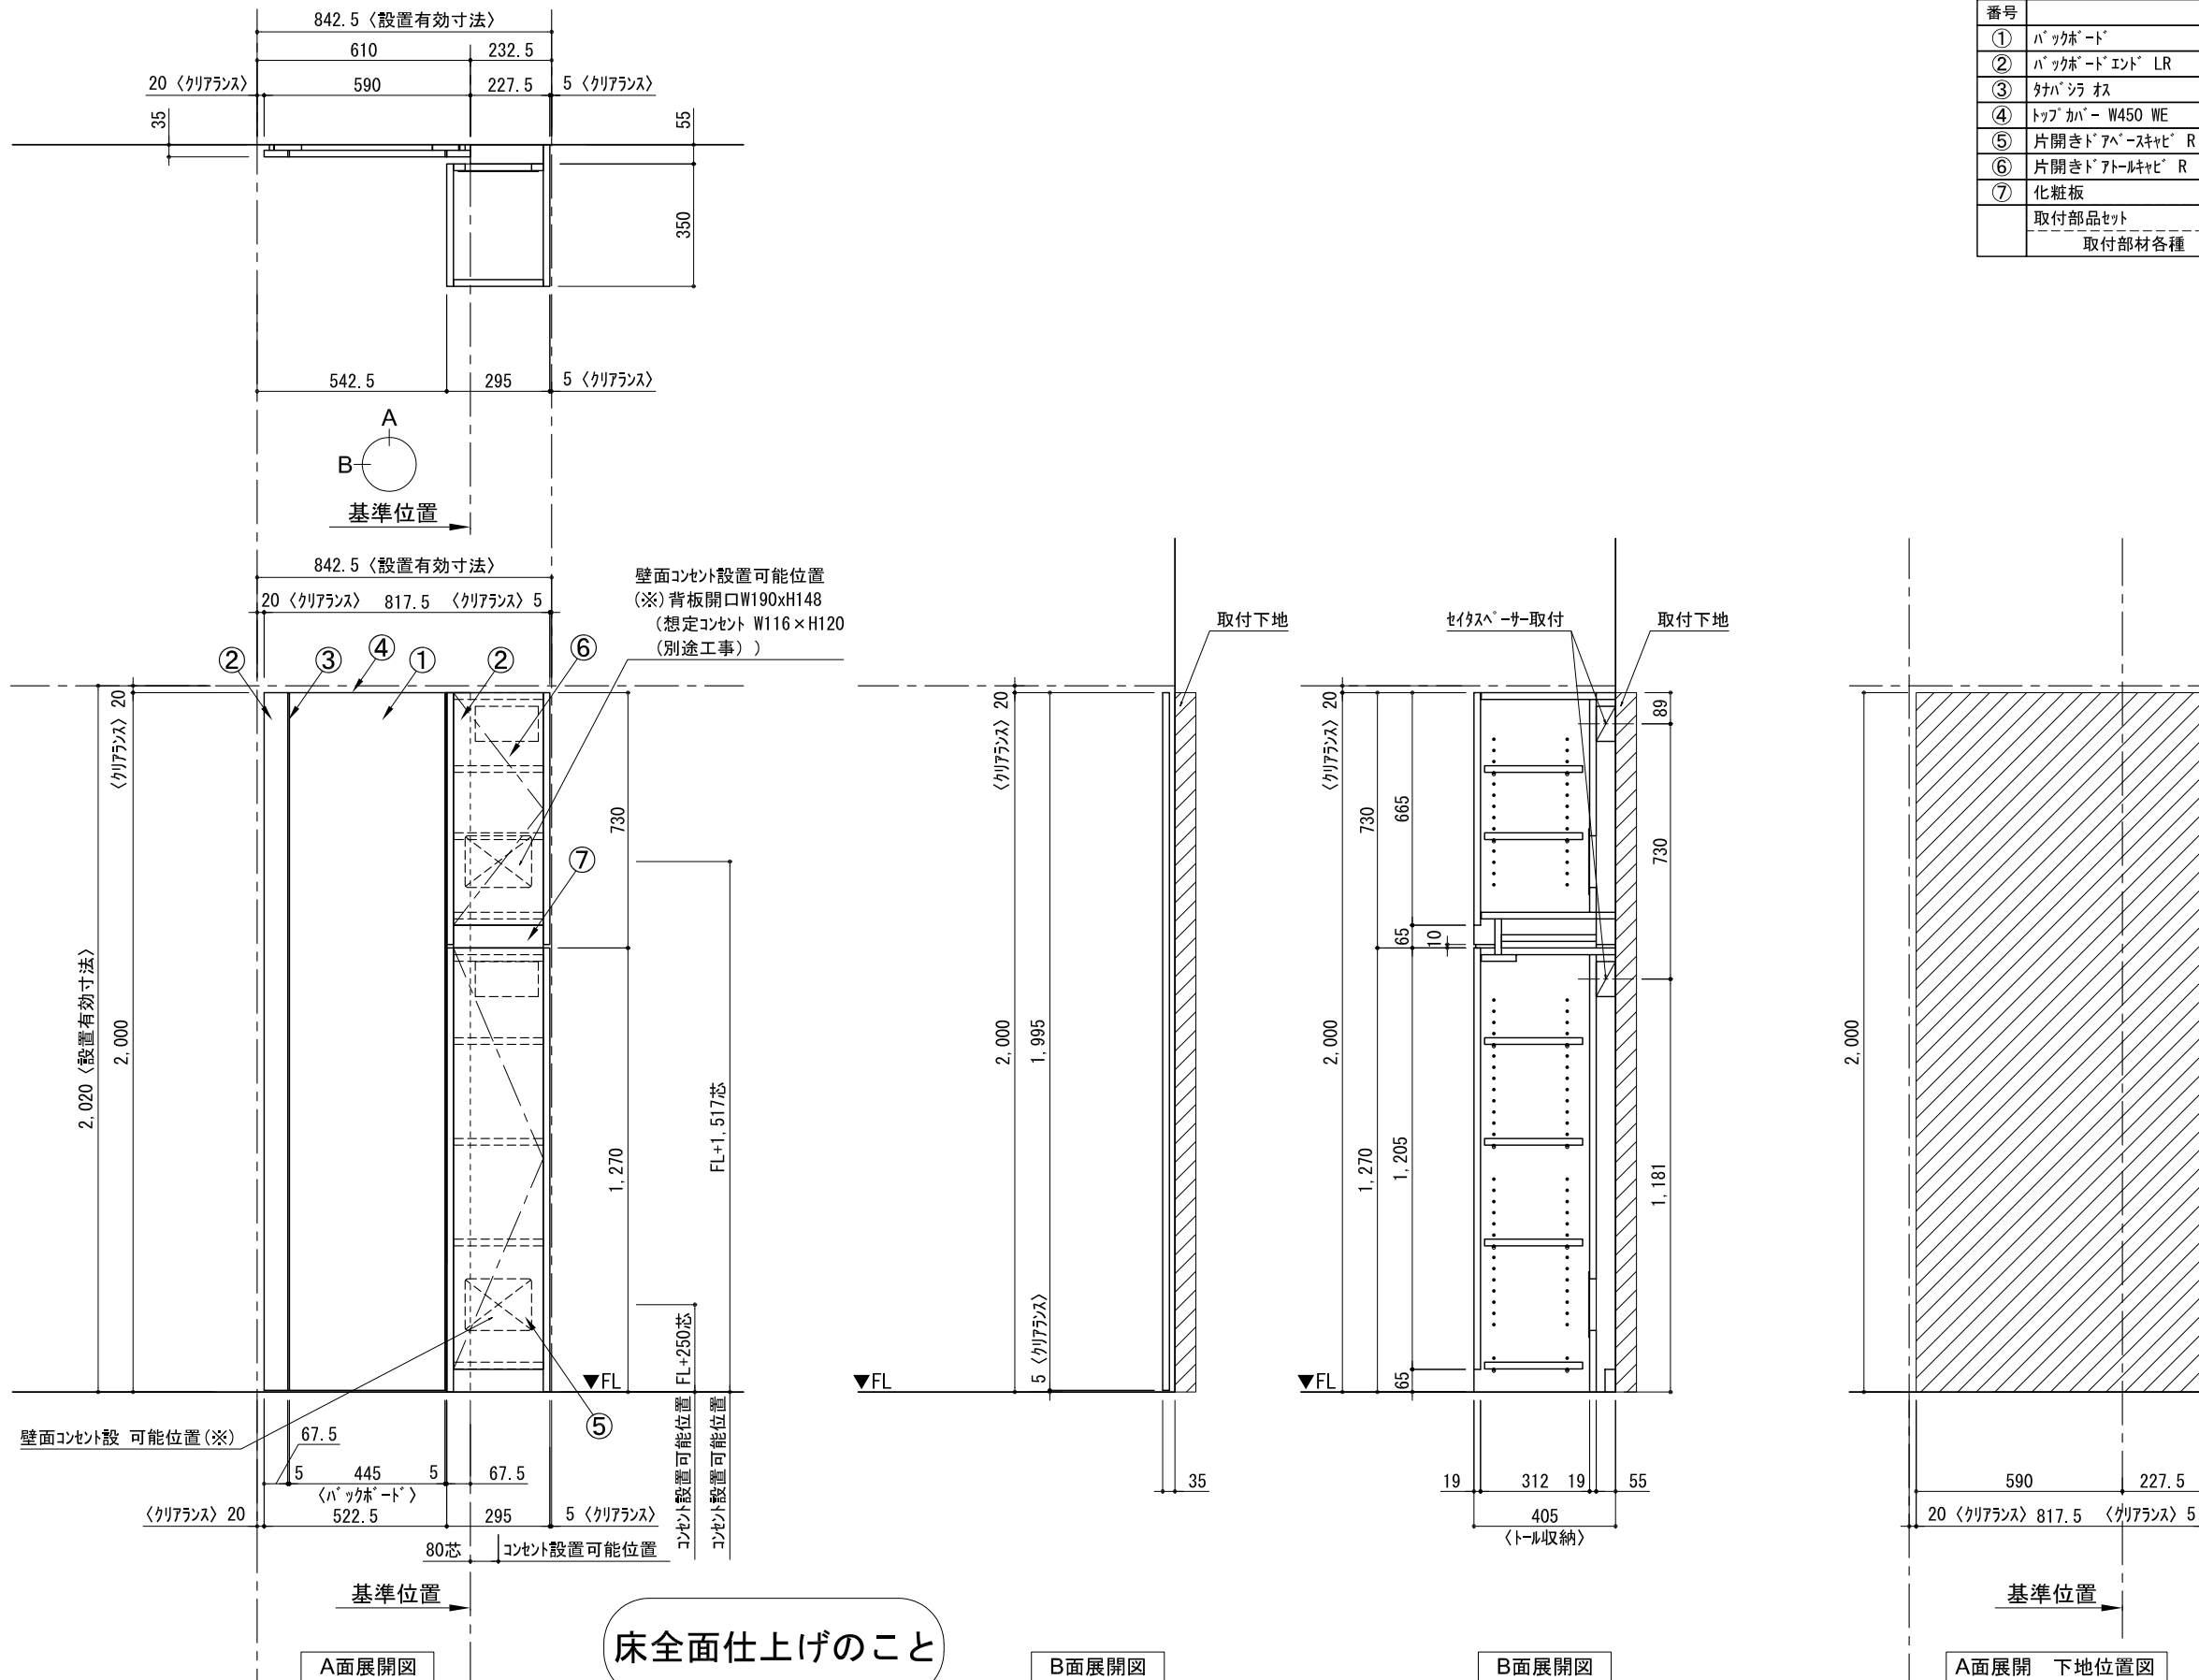 842.5〈設置有効寸法〉
610
232.5
20〈クリアランス〉
590
227.5
5〈クリアランス〉
35
55
350
542.5
295
5〈クリアランス〉
A
B
基準位置
番号
① バックボード
② バックボードエンド LR
③ タナバシラ オス
④ トップカバー W450 WE
⑤ 片開きドアベースキャビ R
⑥ 片開きドアトールキャビ R
⑦ 化粧板
取付部品セット
取付部材各種
842.5〈設置有効寸法〉
20〈クリアランス〉 817.5 〈クリアランス〉5
壁面コンセント設置可能位置
(※)背板開口W190xH148
(想定コンセント W116×H120
(別途工事))
② ③ ④ ① ② ⑥
⑦
⑤
〈クリアランス〉20
2,020〈設置有効寸法〉
2,000
730
1,270
FL+1,517芯
コンセント設置可能位置
FL+250芯
コンセント設置可能位置
▼FL
壁面コンセント設 可能位置(※)
67.5
5
445
5
67.5
〈バックボード〉
〈クリアランス〉20
522.5
295
5〈クリアランス〉
80芯
コンセント設置可能位置
基準位置
A面展開図
床全面仕上げのこと
取付下地
〈クリアランス〉20
2,000
1,995
5〈クリアランス〉
▼FL
35
B面展開図
セイタスペーサー取付
取付下地
〈クリアランス〉20
2,000
730
1,270
665
65
10
1,205
65
89
730
1,181
▼FL
19
312
19
55
405
〈トール収納〉
B面展開図
2,000
590
227.5
20〈クリアランス〉817.5 〈クリアランス〉5
基準位置
A面展開 下地位置図